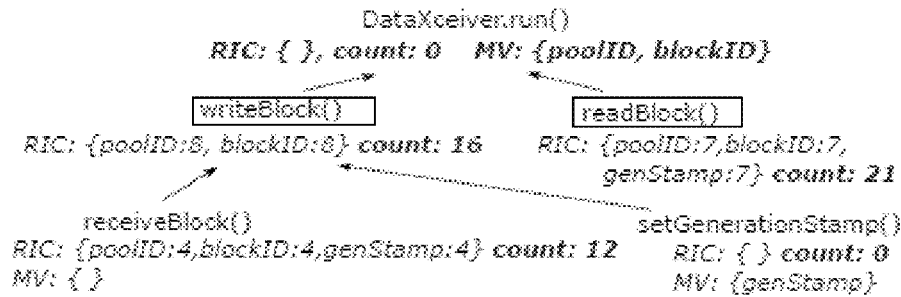 DataXceiver.run()
RIC: { }, count: 0 MV: {poolID, blockID}
writeBlock()
readBlock()
RIC: {poolID:8, blockID:8} count: 16
RIC: {poolID:7,blockID:7,
genStamp:7} count: 21
receiveBlock()
setGenerationStamp()
RIC: {poolID:4,blockID:4,genStamp:4} count: 12
RIC: { } count: 0
MV: { }
MV: {genStamp}